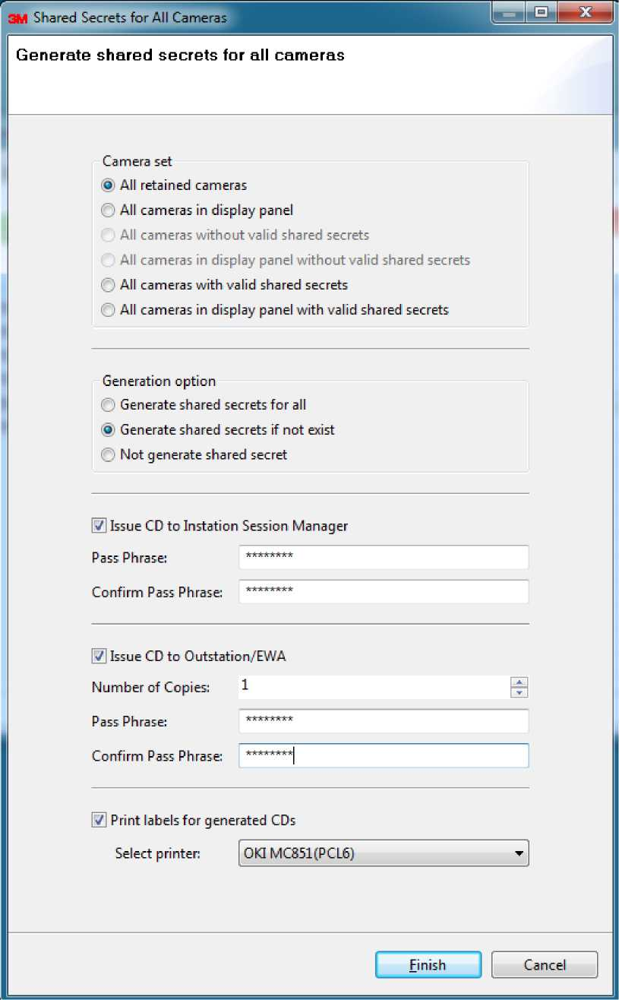 3M Shared Secrets for All Cameras
Generate shared secrets for all cameras
Camera set
All retained cameras
All cameras in display panel
All cameras without valid shared secrets
All cameras in display panel without valid shared secrets
All cameras with valid shared secrets
All cameras in display panel with valid shared secrets
Generation option
Generate shared secrets for all
Generate shared secrets if not exist
Not generate shared secret
Issue CD to Instation Session Manager
Pass Phrase: ********
Confirm Pass Phrase: ********
Issue CD to Outstation/EWA
Number of Copies: 1
Pass Phrase: ********
Confirm Pass Phrase: ********
Print labels for generated CDs
Select printer: OKI MC851(PCL6)
Finish Cancel